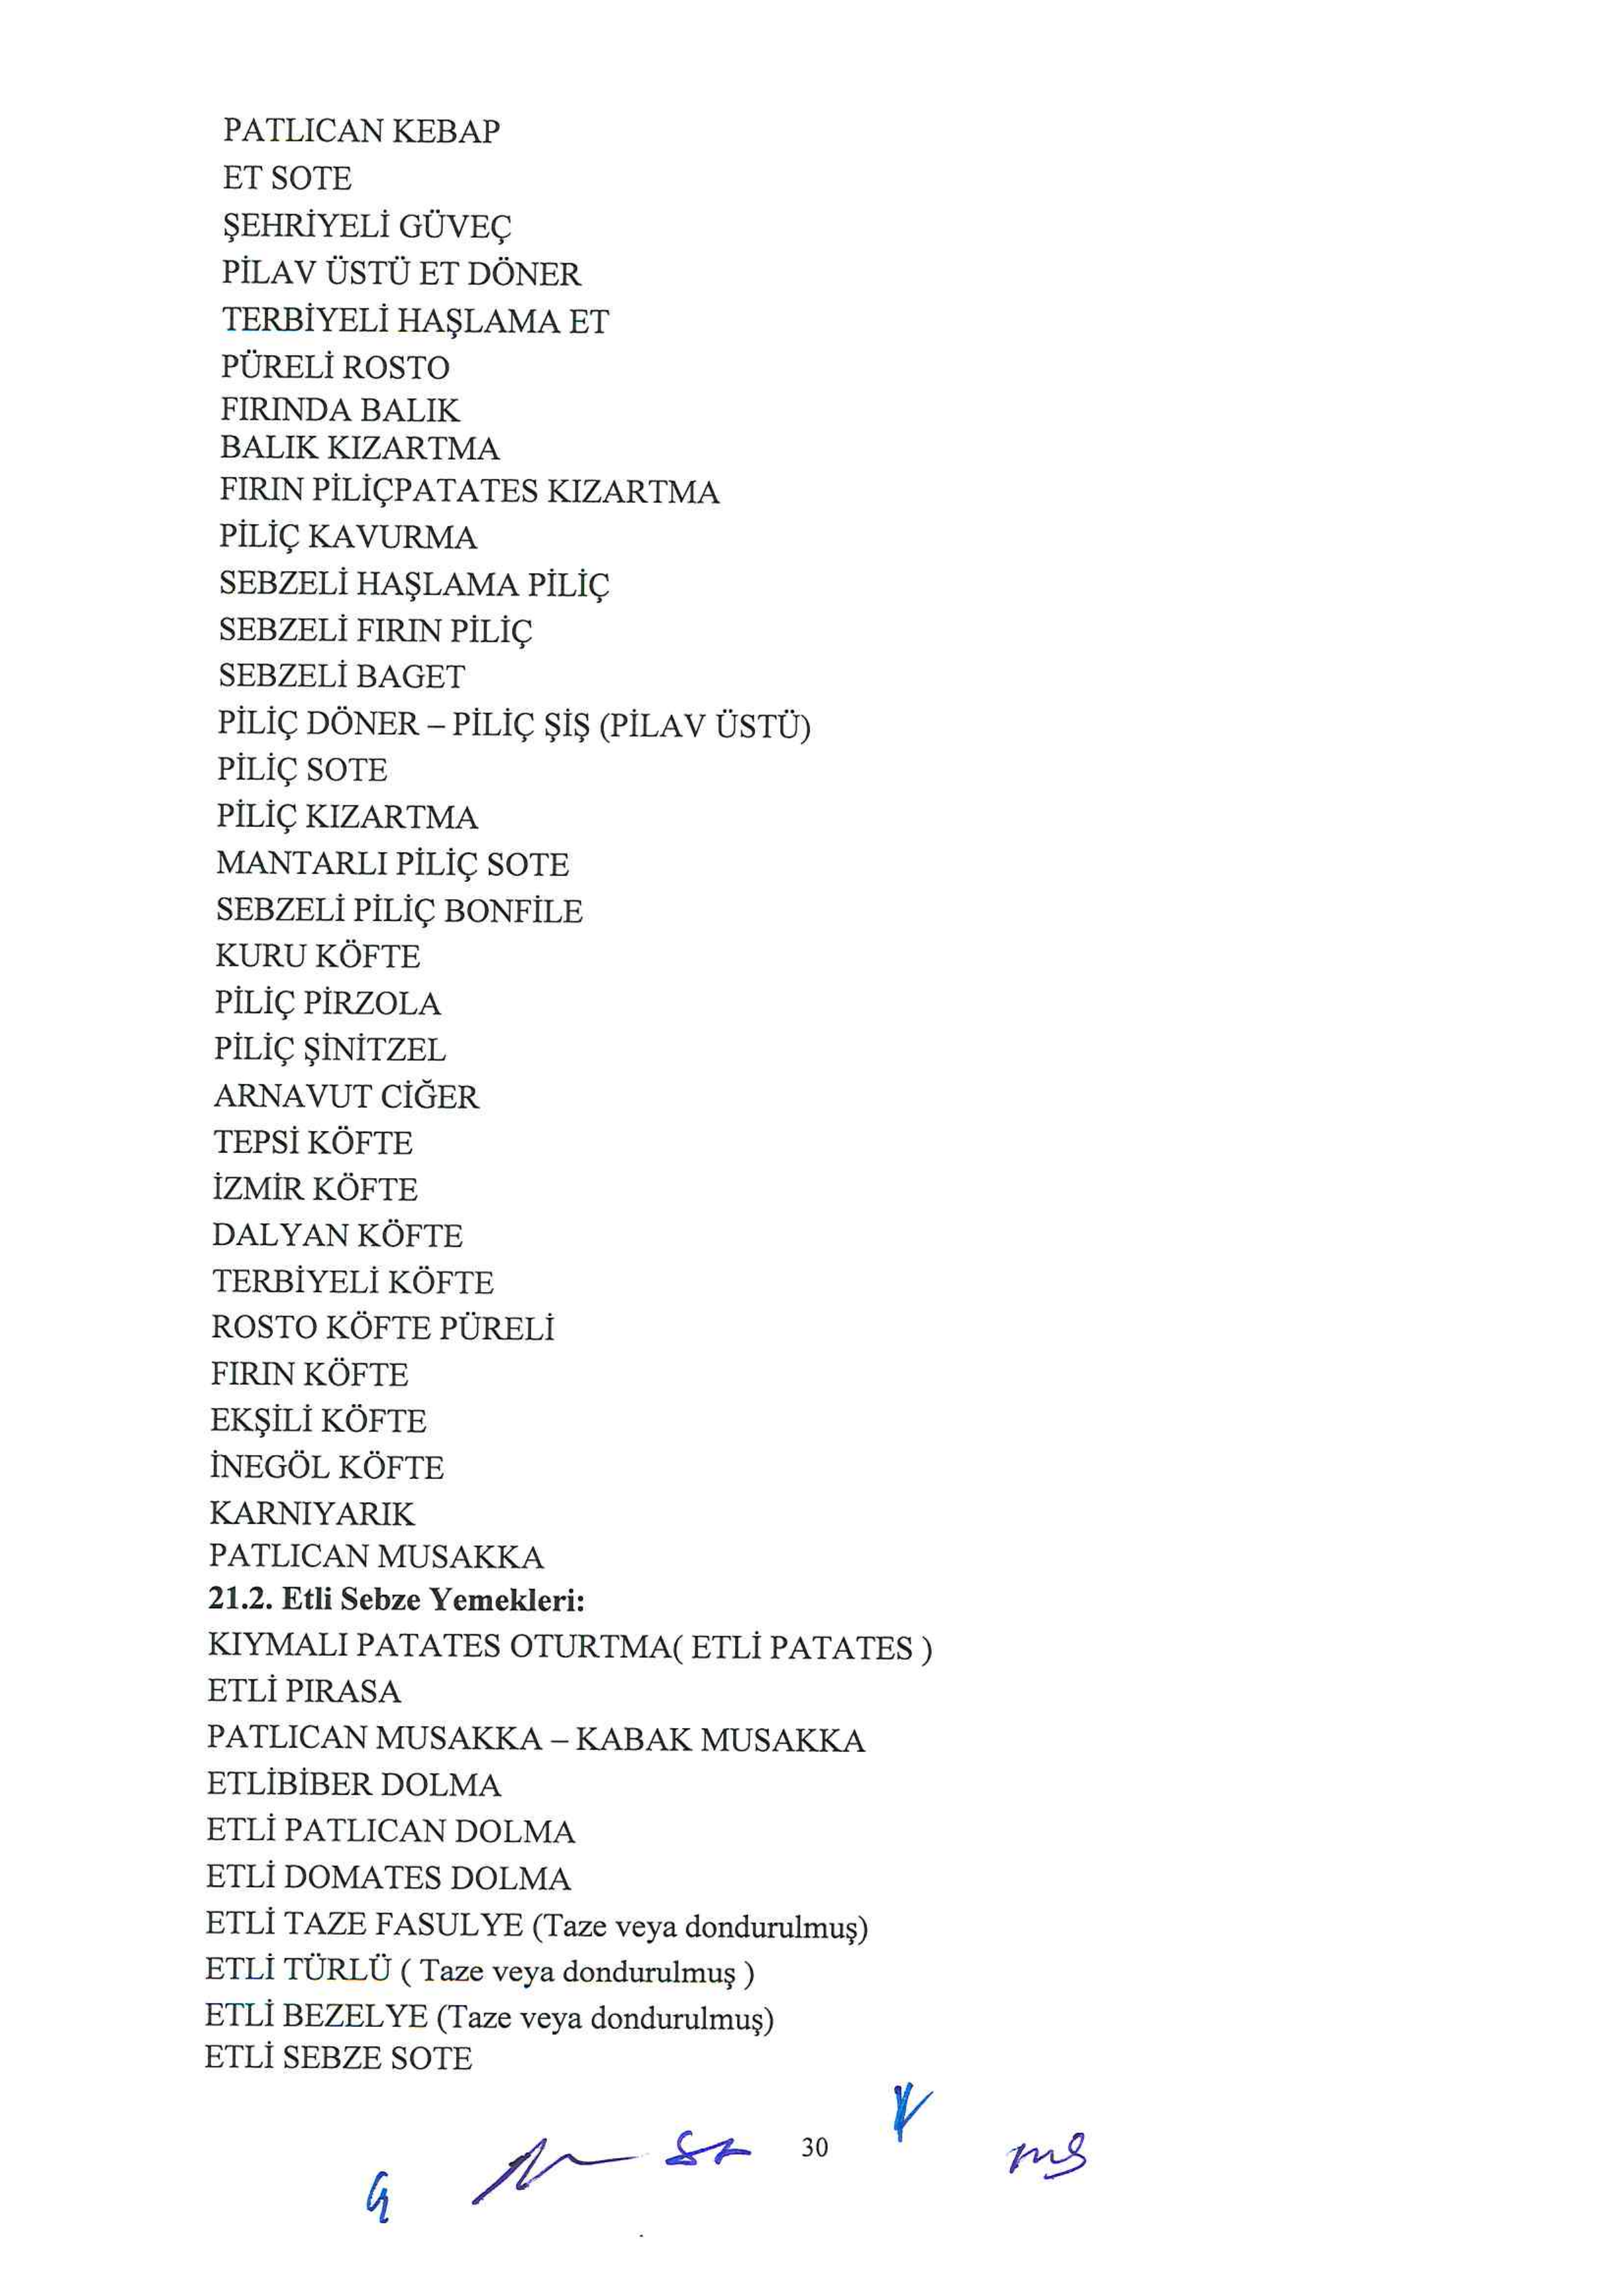 PATLICAN KEBAP
ET SOTE
ŞEHRİYELİ GÜVEÇ
PİLAV ÜSTÜ ET DÖNER
TERBİYELİ HAŞLAMA ET
PÜRELİ ROSTO
FIRINDA BALIK
BALIK KIZARTMA
FIRIN PİLİÇPATATES KIZARTMA
PİLİÇ KAVURMA
SEBZELİ HAŞLAMA PİLİÇ
SEBZELİ FIRIN PİLİÇ
SEBZELİ BAGET
PİLİÇ DÖNER – PİLİÇ ŞİŞ (PİLAV ÜSTÜ)
PİLİÇ SOTE
PİLİÇ KIZARTMA
MANTARLI PİLİÇ SOTE
SEBZELİ PİLİÇ BONFİLE
KURU KÖFTE
PİLİÇ PİRZOLA
PİLİÇ ŞİNİTZEL
ARNAVUT CİĞER
TEPSİ KÖFTE
İZMİR KÖFTE
DALYAN KÖFTE
TERBİYELİ KÖFTE
ROSTO KÖFTE PÜRELİ
FIRIN KÖFTE
EKŞİLİ KÖFTE
İNEGÖL KÖFTE
KARNIYARIK
PATLICAN MUSAKKA
21.2. Etli Sebze Yemekleri:
KIYMALI PATATES OTURTMA( ETLİ PATATES )
ETLİ PIRASA
PATLICAN MUSAKKA – KABAK MUSAKKA
ETLİBİBER DOLMA
ETLİ PATLICAN DOLMA
ETLİ DOMATES DOLMA
ETLİ TAZE FASULYE (Taze veya dondurulmuş)
ETLİ TÜRLÜ ( Taze veya dondurulmuş )
ETLİ BEZELYE (Taze veya dondurulmuş)
ETLİ SEBZE SOTE
30